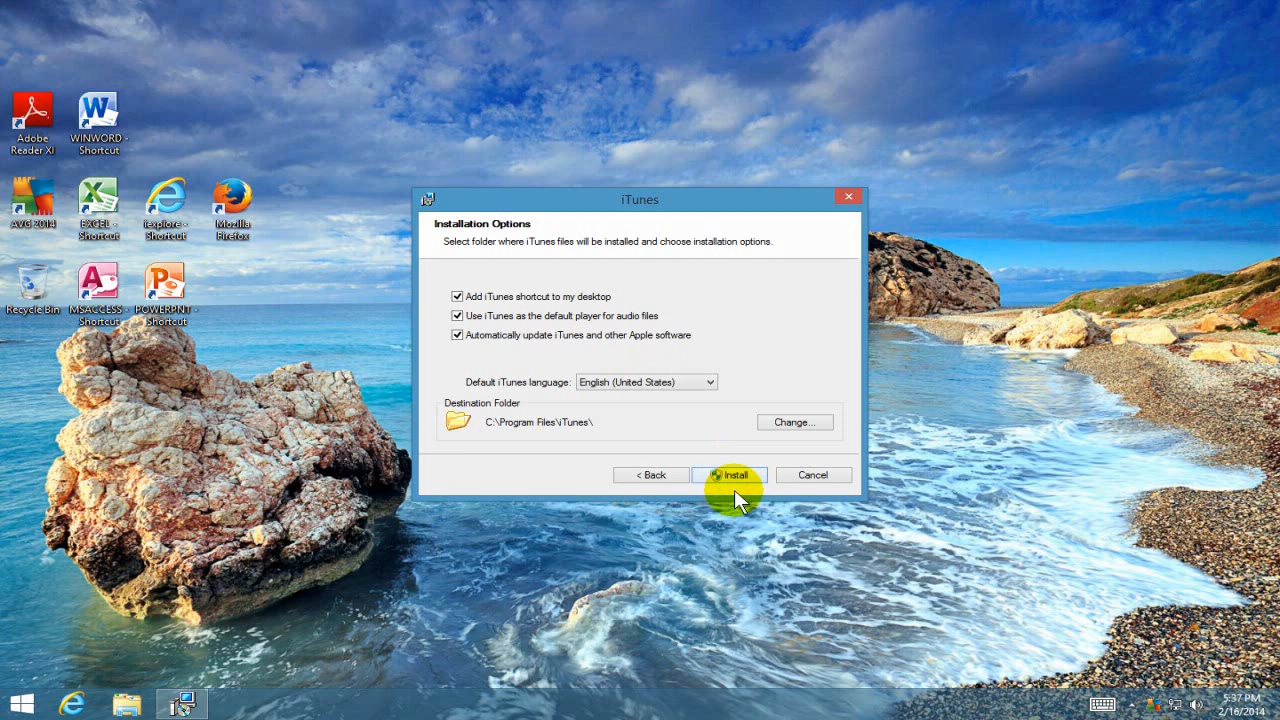 Adobe
Reader XI
WINWORD -
Shortcut
AVG 2014
EXCEL -
Shortcut
iexplore -
Shortcut
Mozilla
Firefox
Recycle Bin
MSACCESS -
Shortcut
POWERPNT -
Shortcut
iTunes
Installation Options
Select folder where iTunes files will be installed and choose installation options.
Add iTunes shortcut to my desktop
Use iTunes as the default player for audio files
Automatically update iTunes and other Apple software
Default iTunes language: English (United States)
Destination Folder
C:\Program Files\iTunes\ Change...
< Back Install Cancel
5:37 PM
2/16/2014